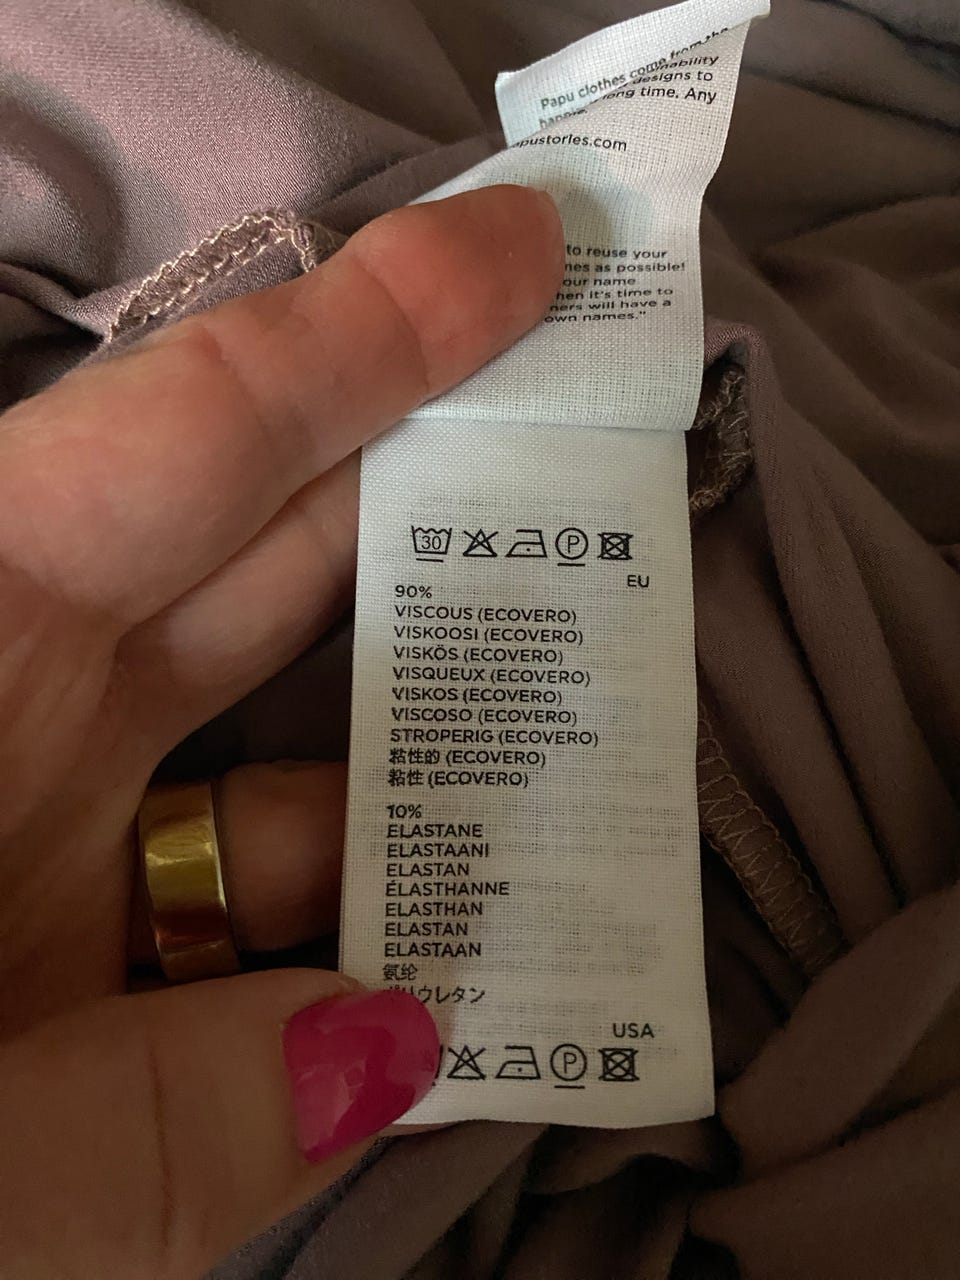 Papu clothes come from the
designs to
long time. Any
to reuse your
as possible!
name
it's time to
will have a
own names."
30 P
EU
90%
VISCOUS (ECOVERO)
VISKOOSI (ECOVERO)
VISKÖS (ECOVERO)
VISQUEUX (ECOVERO)
VISKOS (ECOVERO)
VISCOSO (ECOVERO)
STROPERIG (ECOVERO)
粘性的 (ECOVERO)
粘性 (ECOVERO)
10%
ELASTANE
ELASTAANI
ELASTAN
ÉLASTHANNE
ELASTHAN
ELASTAN
ELASTAAN
氨纶
ポリウレタン
USA
P